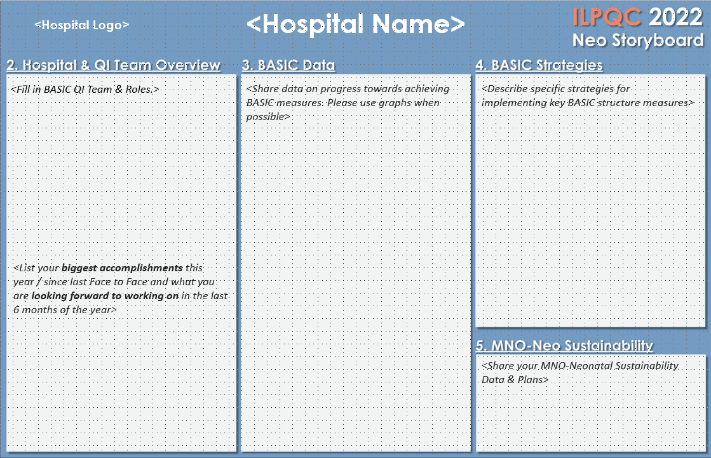 <Hospital Logo>
<Hospital Name>
ILPQC 2022
Neo Storyboard
2. Hospital & QI Team Overview
<Fill in BASIC QI Team & Roles.>
<List your biggest accomplishments this
year / since last Face to Face and what you
are looking forward to working on in the last
6 months of the year>
3. BASIC Data
<Share data on progress towards achieving
BASIC measures. Please use graphs when
possible>
4. BASIC Strategies
<Describe specific strategies for
implementing key BASIC structure measures>
5. MNO-Neo Sustainability
<Share your MNO-Neonatal Sustainability
Data & Plans>